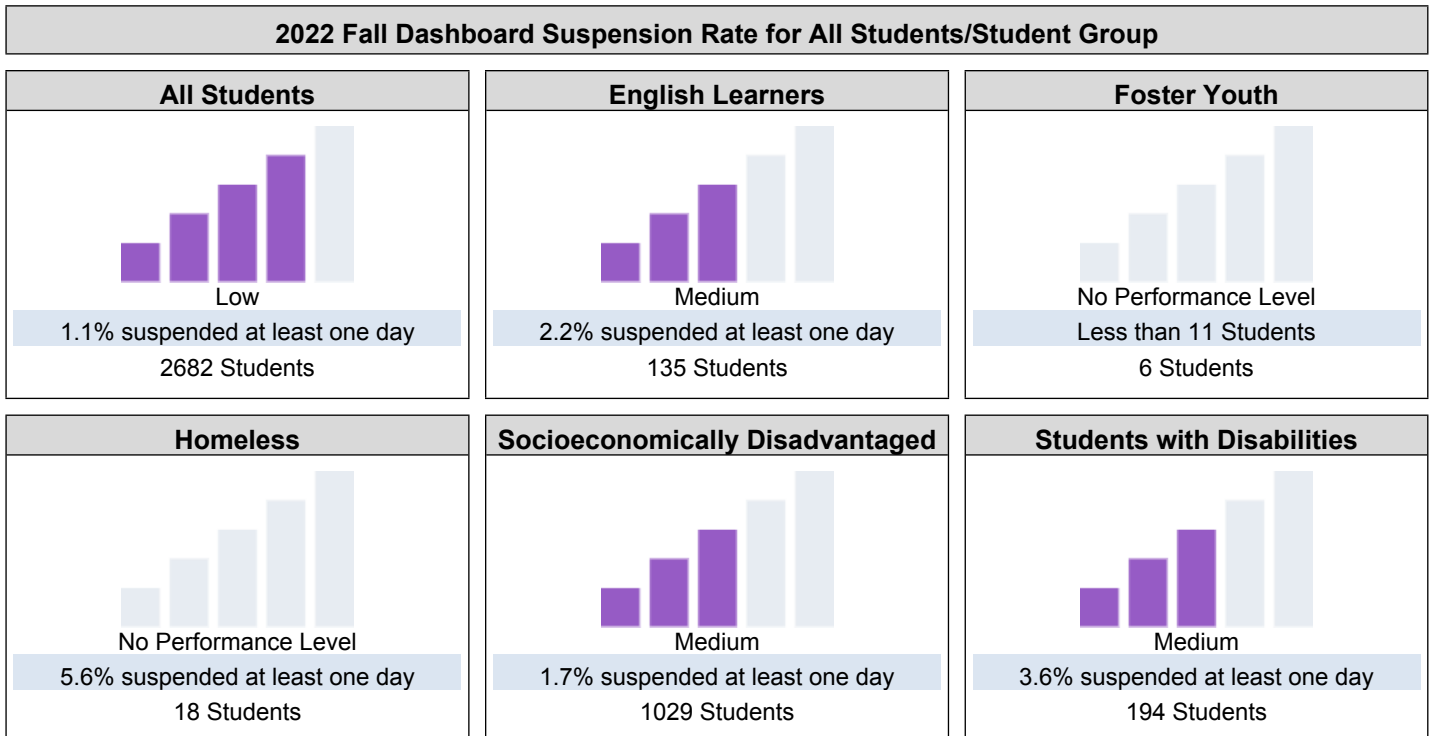 2022 Fall Dashboard Suspension Rate for All Students/Student Group
All Students
Low
1.1% suspended at least one day
2682 Students
English Learners
Medium
2.2% suspended at least one day
135 Students
Foster Youth
No Performance Level
Less than 11 Students
6 Students
Homeless
No Performance Level
5.6% suspended at least one day
18 Students
Socioeconomically Disadvantaged
Medium
1.7% suspended at least one day
1029 Students
Students with Disabilities
Medium
3.6% suspended at least one day
194 Students